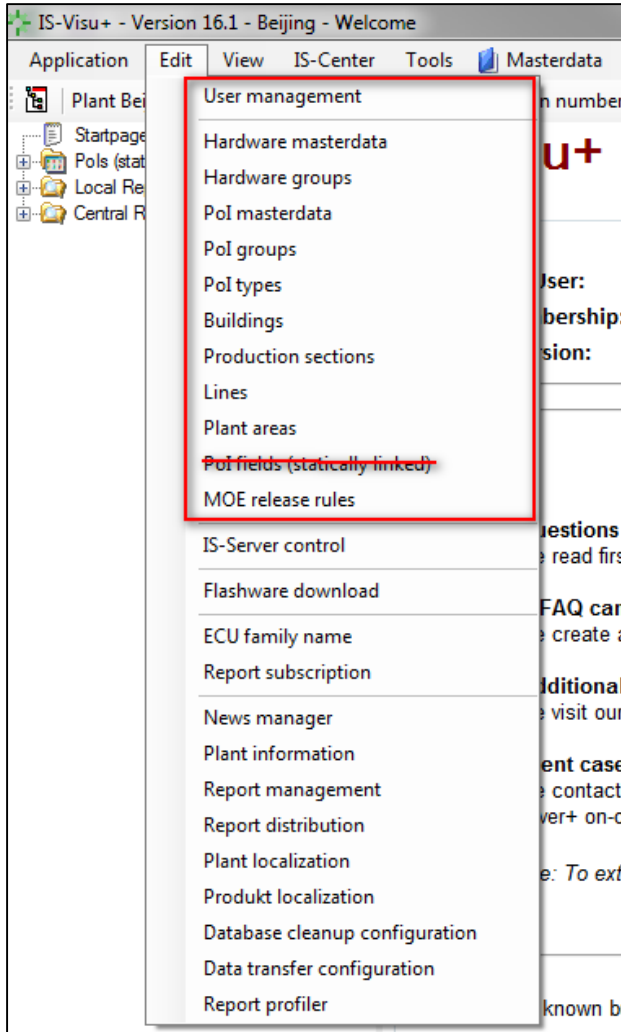 IS-Visu+ - Version 16.1 - Beijing - Welcome
Application Edit View IS-Center Tools Masterdata
Plant Bei
n number
Startpage
PoIs (stat
Local Re
Central R
User management
Hardware masterdata
Hardware groups
PoI masterdata
PoI groups
PoI types
Buildings
Production sections
Lines
Plant areas
PoI fields (statically linked)
MOE release rules
IS-Server control
Flashware download
ECU family name
Report subscription
News manager
Plant information
Report management
Report distribution
Plant localization
Produkt localization
Database cleanup configuration
Data transfer configuration
Report profiler
u+
User:
bership:
sion:
uestions
e read firs
FAQ can
e create a
dditional
e visit our
ent case
e contact
ver+ on-c
e: To ext
known b